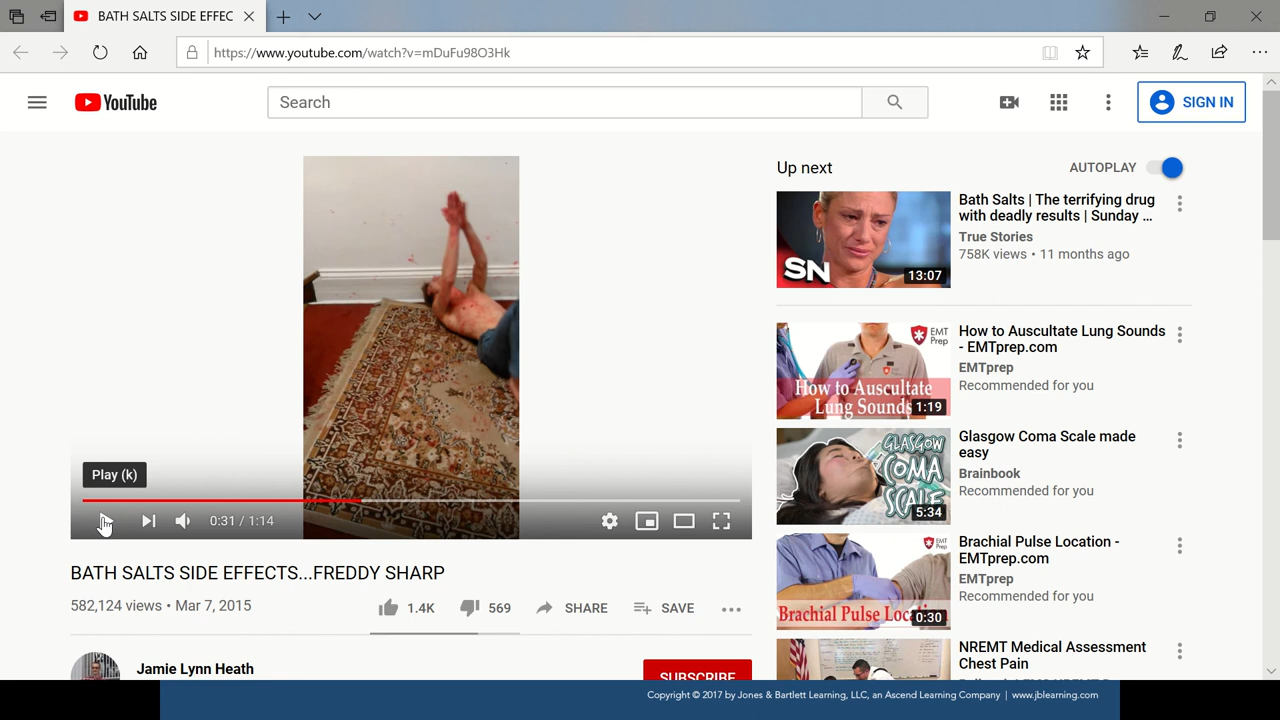 BATH SALTS SIDE EFFEC
https://www.youtube.com/watch?v=mDuFu98O3Hk
YouTube
Search
SIGN IN
Up next
AUTOPLAY
SN
13:07
Bath Salts | The terrifying drug
with deadly results | Sunday ...
True Stories
758K views • 11 months ago
EMT
Prep
How to Auscultate
Lung Sounds
1:19
How to Auscultate Lung Sounds
- EMTprep.com
EMTprep
Recommended for you
GLASGOW
COMA
SCALE
5:34
Glasgow Coma Scale made
easy
Brainbook
Recommended for you
EMT
Prep
Brachial Pulse Loca
0:30
Brachial Pulse Location -
EMTprep.com
EMTprep
Recommended for you
NREMT Medical Assessment
Chest Pain
Play (k)
0:31 / 1:14
BATH SALTS SIDE EFFECTS...FREDDY SHARP
582,124 views • Mar 7, 2015
1.4K
569
SHARE
SAVE
Jamie Lynn Heath
SUBSCRIBE
Copyright © 2017 by Jones & Bartlett Learning, LLC, an Ascend Learning Company | www.jblearning.com